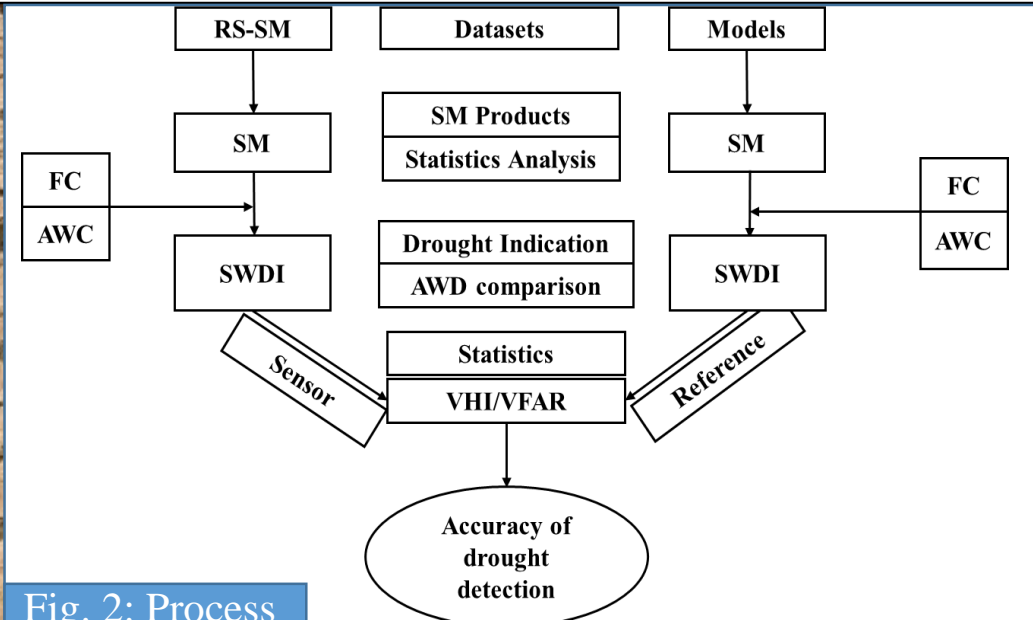 RS-SM
Datasets
Models
SM Products
SM
Statistics Analysis
SM
FC
AWC
FC
AWC
Drought Indication
SWDI
AWD comparison
SWDI
Sensor
Statistics
Reference
VHI/VFAR
Accuracy of
drought
detection
Fig. 2: Process